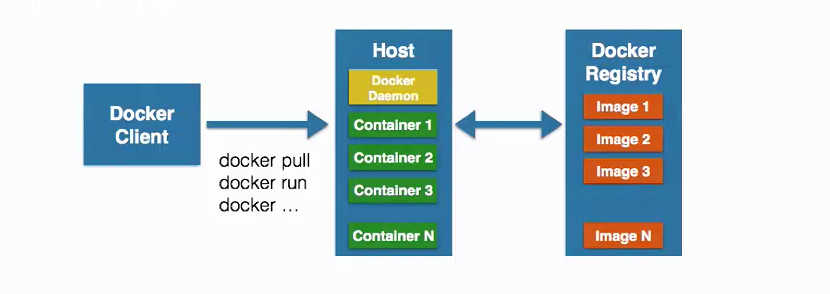 Docker
Client
docker pull
docker run
docker ...
Host
Docker
Daemon
Container 1
Container 2
Container 3
Container N
Docker
Registry
Image 1
Image 2
Image 3
Image N